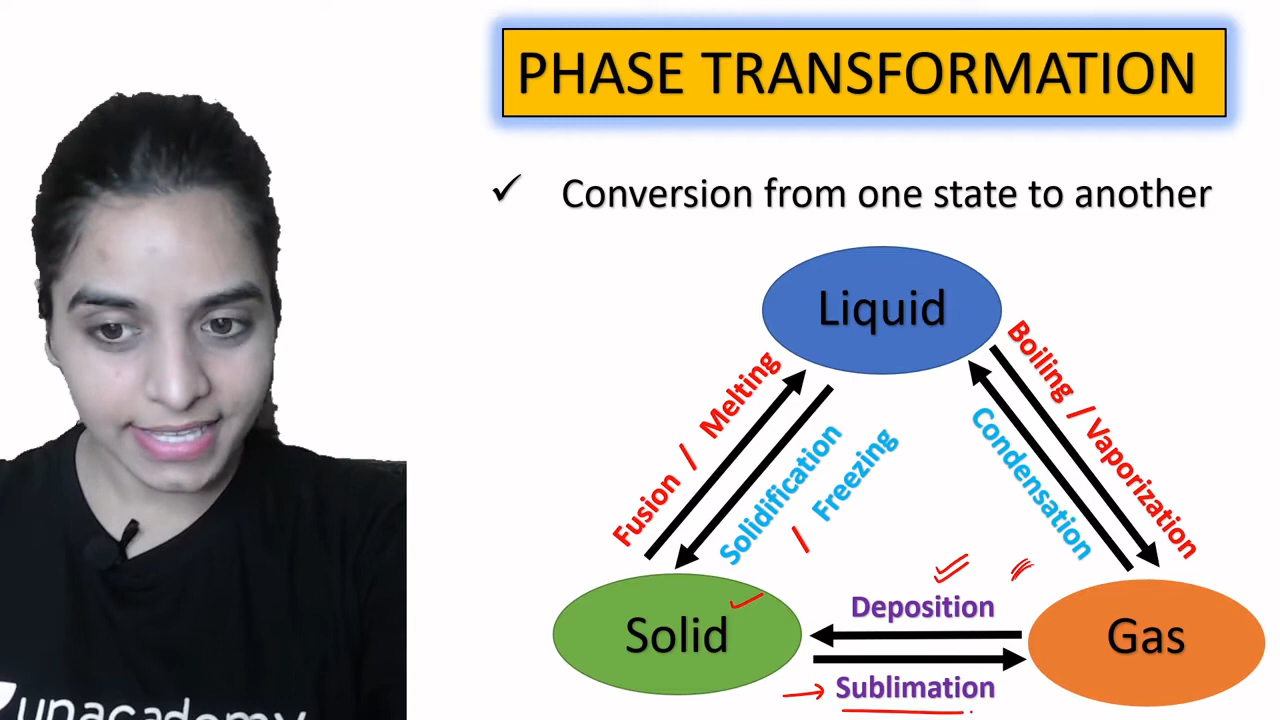 PHASE TRANSFORMATION
✓ Conversion from one state to another
Liquid
Fusion / Melting
Solidification
/ Freezing
Boiling / Vaporization
Condensation
Deposition
Solid
Gas
Sublimation
unacademy